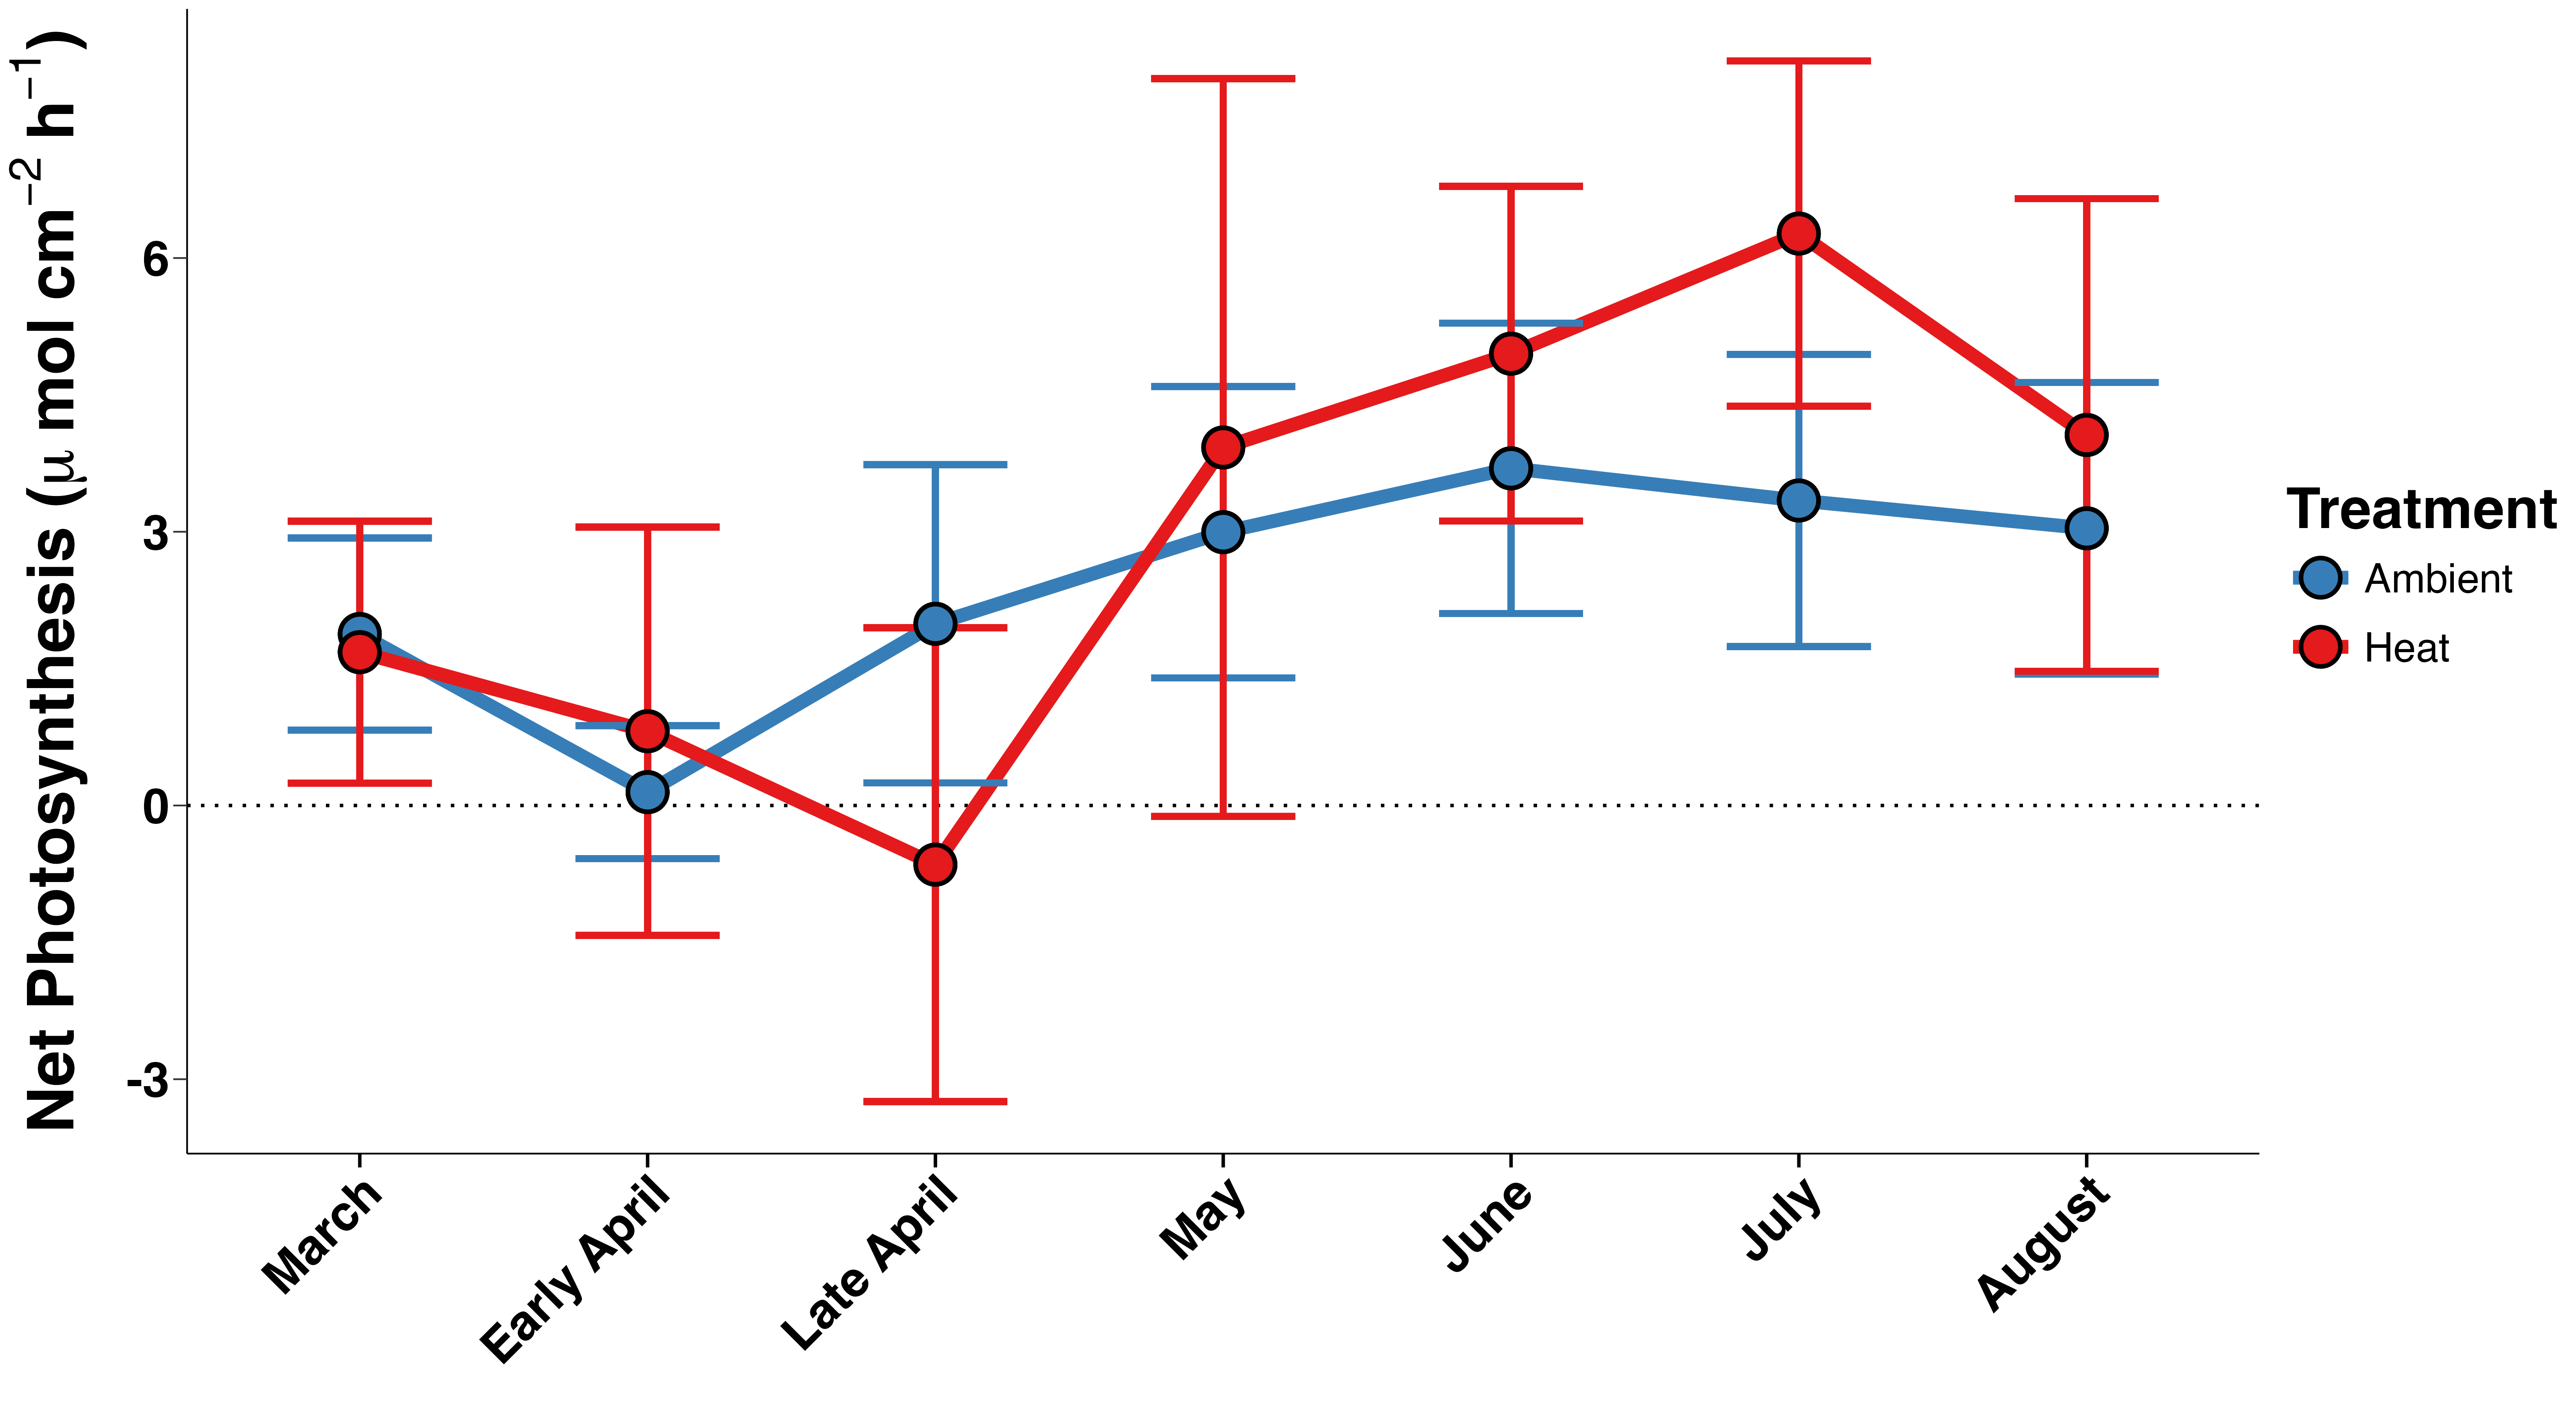 Net Photosynthesis (μ mol cm⁻² h⁻¹)
6
3
0
-3
March
Early April
Late April
May
June
July
August
Treatment
Ambient
Heat